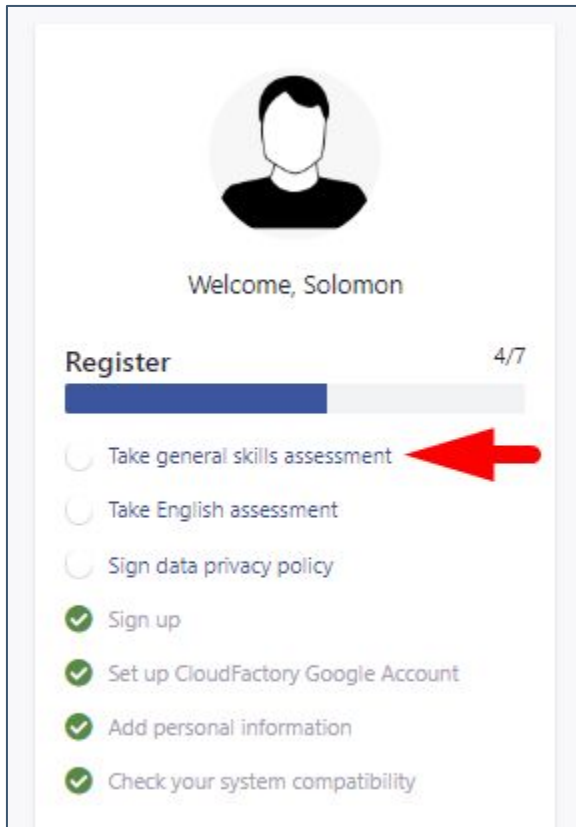 Welcome, Solomon
Register 4/7
Take general skills assessment
Take English assessment
Sign data privacy policy
Sign up
Set up CloudFactory Google Account
Add personal information
Check your system compatibility